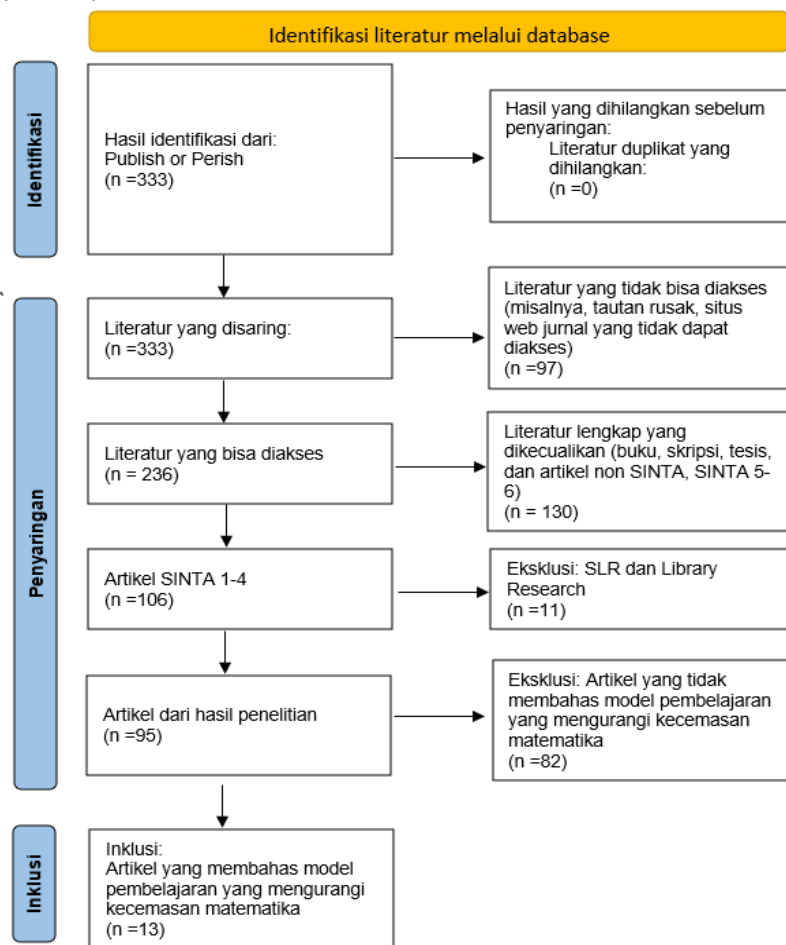 Identifikasi literatur melalui database
Identifikasi
Hasil identifikasi dari:
Publish or Perish
(n =333)
Hasil yang dihilangkan sebelum
penyaringan:
Literatur duplikat yang
dihilangkan:
(n =0)
Penyaringan
Literatur yang disaring:
(n =333)
Literatur yang tidak bisa diakses
(misalnya, tautan rusak, situs
web jurnal yang tidak dapat
diakses)
(n =97)
Literatur yang bisa diakses
(n = 236)
Literatur lengkap yang
dikecualikan (buku, skripsi, tesis,
dan artikel non SINTA, SINTA 5-
6)
(n = 130)
Artikel SINTA 1-4
(n =106)
Eksklusi: SLR dan Library
Research
(n =11)
Artikel dari hasil penelitian
(n =95)
Eksklusi: Artikel yang tidak
membahas model pembelajaran
yang mengurangi kecemasan
matematika
(n =82)
Inklusi
Inklusi:
Artikel yang membahas model
pembelajaran yang mengurangi
kecemasan matematika
(n =13)